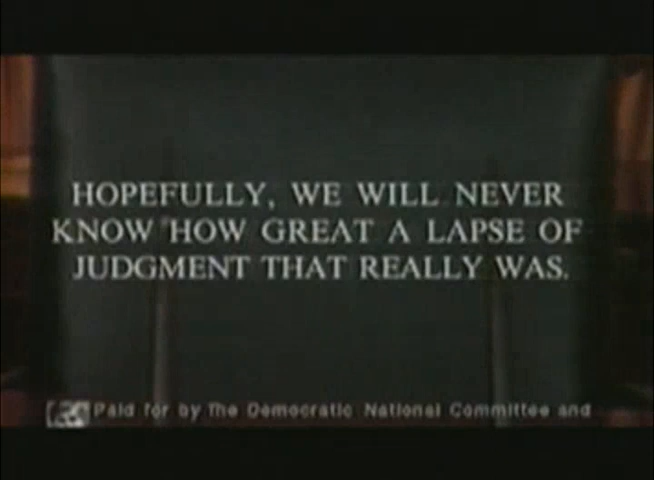 HOPEFULLY, WE WILL NEVER
KNOW HOW GREAT A LAPSE OF
JUDGMENT THAT REALLY WAS.
Paid for by The Democratic National Committee and